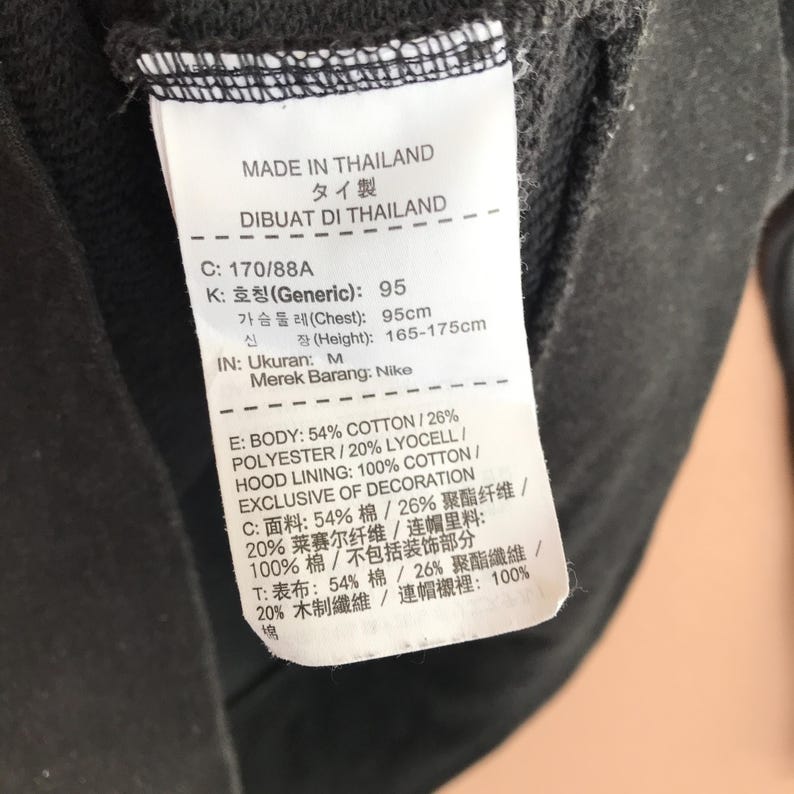 MADE IN THAILAND
タイ製
DIBUAT DI THAILAND
C: 170/88A
K: 호칭(Generic): 95
가슴둘레(Chest): 95cm
신 장(Height): 165-175cm
IN: Ukuran: M
Merek Barang: Nike
E: BODY: 54% COTTON / 26%
POLYESTER / 20% LYOCELL /
HOOD LINING: 100% COTTON /
EXCLUSIVE OF DECORATION
C: 面料: 54% 棉 / 26% 聚酯纤维 /
20% 莱赛尔纤维 / 连帽里料:
100% 棉 / 不包括装饰部分
T: 表布: 54% 棉 / 26% 聚酯纖維 /
20% 木制纖維 / 連帽襯裡: 100%
棉